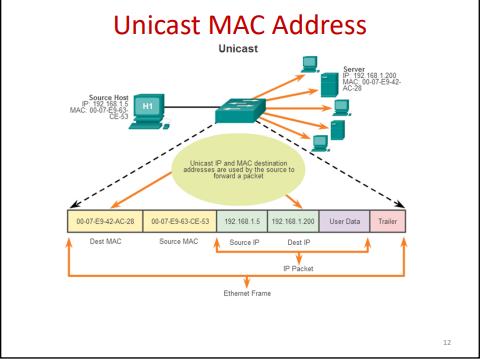 Unicast MAC Address
Unicast
Server
IP: 192.168.1.200
MAC: 00-07-E9-42-
AC-28
Source Host
IP: 192.168.1.5
MAC: 00-07-E9-63-
CE-53
H1
Unicast IP and MAC destination
addresses are used by the source to
forward a packet
00-07-E9-42-AC-28 00-07-E9-63-CE-53 192.168.1.5 192.168.1.200 User Data Trailer
Dest MAC Source MAC Source IP Dest IP
IP Packet
Ethernet Frame
12